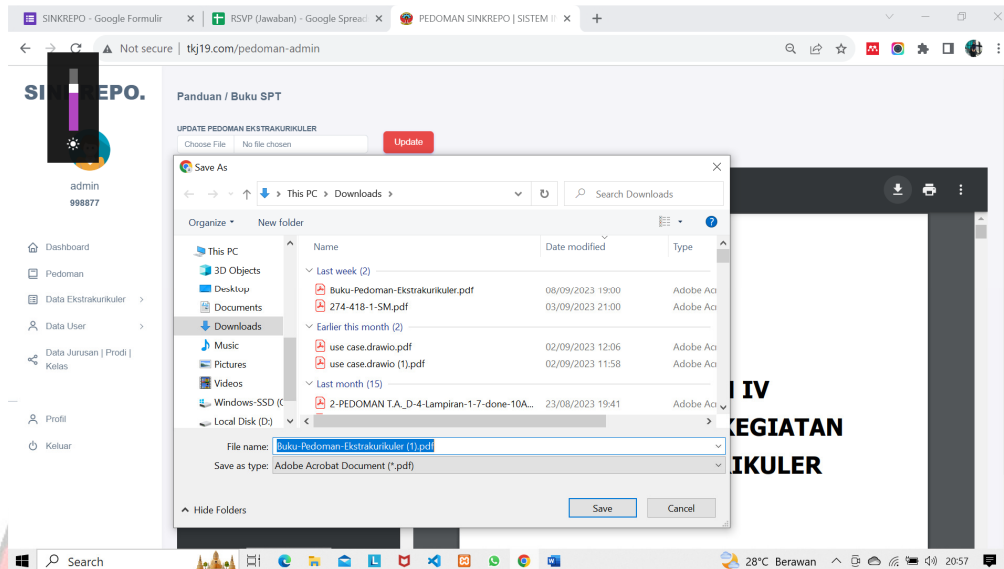 SINKREPO - Google Formulir
RSVP (Jawaban) - Google Spread
PEDOMAN SINKREPO | SISTEM I
Not secure | tkj19.com/pedoman-admin
REPO.
Panduan / Buku SPT
UPDATE PEDOMAN EKSTRAKURIKULER
Choose File No file chosen
Update
admin
998877
Dashboard
Pedoman
Data Ekstrakurikuler
Data User
Data Jurusan | Prodi |
Kelas
Profil
Keluar
Save As
This PC > Downloads >
Search Downloads
Organize
New folder
This PC
3D Objects
Desktop
Documents
Downloads
Music
Pictures
Videos
Windows-SSD (C
Local Disk (D:)
Name Date modified Type
Last week (2)
Buku-Pedoman-Ekstrakurikuler.pdf 08/09/2023 19:00 Adobe Acr
274-418-1-SM.pdf 03/09/2023 21:00 Adobe Acr
Earlier this month (2)
use case.drawio.pdf 02/09/2023 12:06 Adobe Acr
use case.drawio (1).pdf 02/09/2023 11:58 Adobe Acr
Last month (15)
2-PEDOMAN T.A._D-4-Lampiran-1-7-done-10A... 23/08/2023 19:41 Adobe Acr
File name: Buku-Pedoman-Ekstrakurikuler (1).pdf
Save as type: Adobe Acrobat Document (*.pdf)
Hide Folders
Save
Cancel
IV
KEGIATAN
IKULER
Search
28°C Berawan
20:57